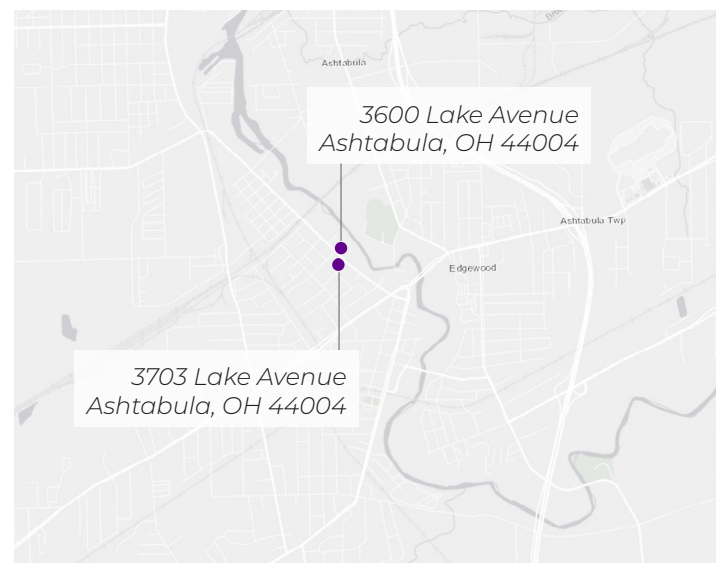 Ashtabula
3600 Lake Avenue
Ashtabula, OH 44004
Ashtabula Twp
Edgewood
3703 Lake Avenue
Ashtabula, OH 44004